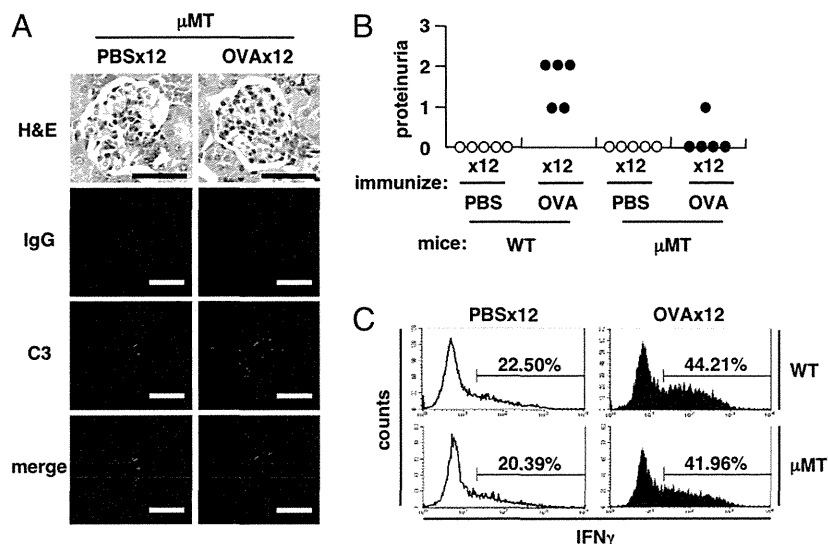 A
μMT
PBSx12 OVAx12
H&E
IgG
C3
merge
B
proteinuria
3
2
1
0
x12 x12 x12 x12
immunize:
PBS OVA PBS OVA
mice: WT μMT
C
PBSx12 OVAx12
counts
22.50% 44.21% WT
20.39% 41.96% μMT
IFNγ